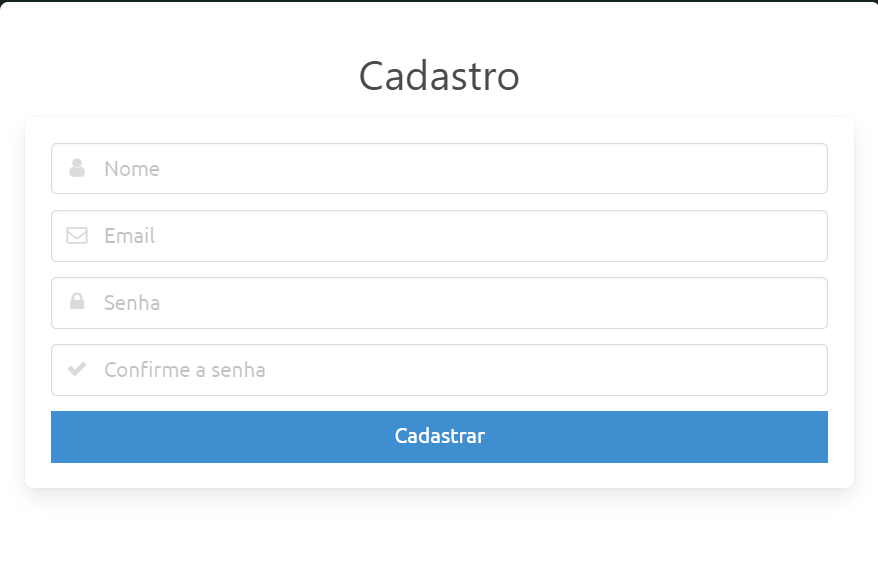 Cadastro
Nome
Email
Senha
Confirme a senha
Cadastrar